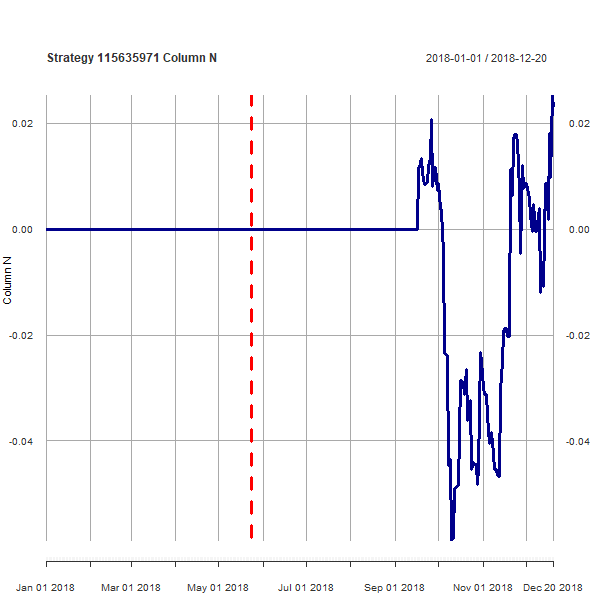 Strategy 115635971 Column N 2018-01-01 / 2018-12-20
0.02 0.02
0.00 0.00
Column N
-0.02 -0.02
-0.04 -0.04
Jan 01 2018 Mar 01 2018 May 01 2018 Jul 01 2018 Sep 01 2018 Nov 01 2018 Dec 20 2018